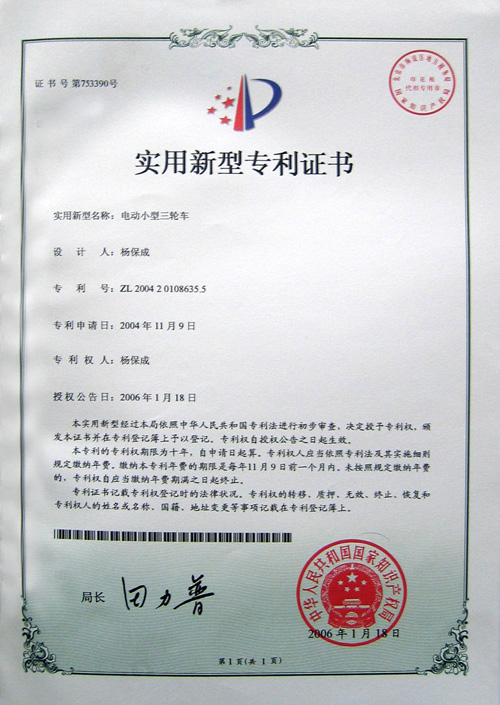 证书号第753390号
印花税
代扣专用章
国家知识产权局
实用新型专利证书
实用新型名称：电动小型三轮车
设计人：杨保成
专利号：ZL 2004 2 0108635.5
专利申请日：2004年11月9日
专利权人：杨保成
授权公告日：2006年1月18日
本实用新型经过本局依照中华人民共和国专利法进行初步审查，决定授予专利权，颁
发本证书并在专利登记簿上予以登记。专利权自授权公告之日起生效。
本专利的专利权期限为十年，自申请日起算。专利权人应当依照专利法及其实施细则
规定缴纳年费。缴纳本专利年费的期限是每年11月9日前一个月内。未按照规定缴纳年费
的，专利权自应当缴纳年费期满之日起终止。
专利证书记载专利权登记时的法律状况。专利权的转移、质押、无效、终止、恢复和
专利权人的姓名或名称、国籍、地址变更等事项记载在专利登记簿上。
局长 田力普
中华人民共和国国家知识产权局
2006年1月18日
第1页(共1页)